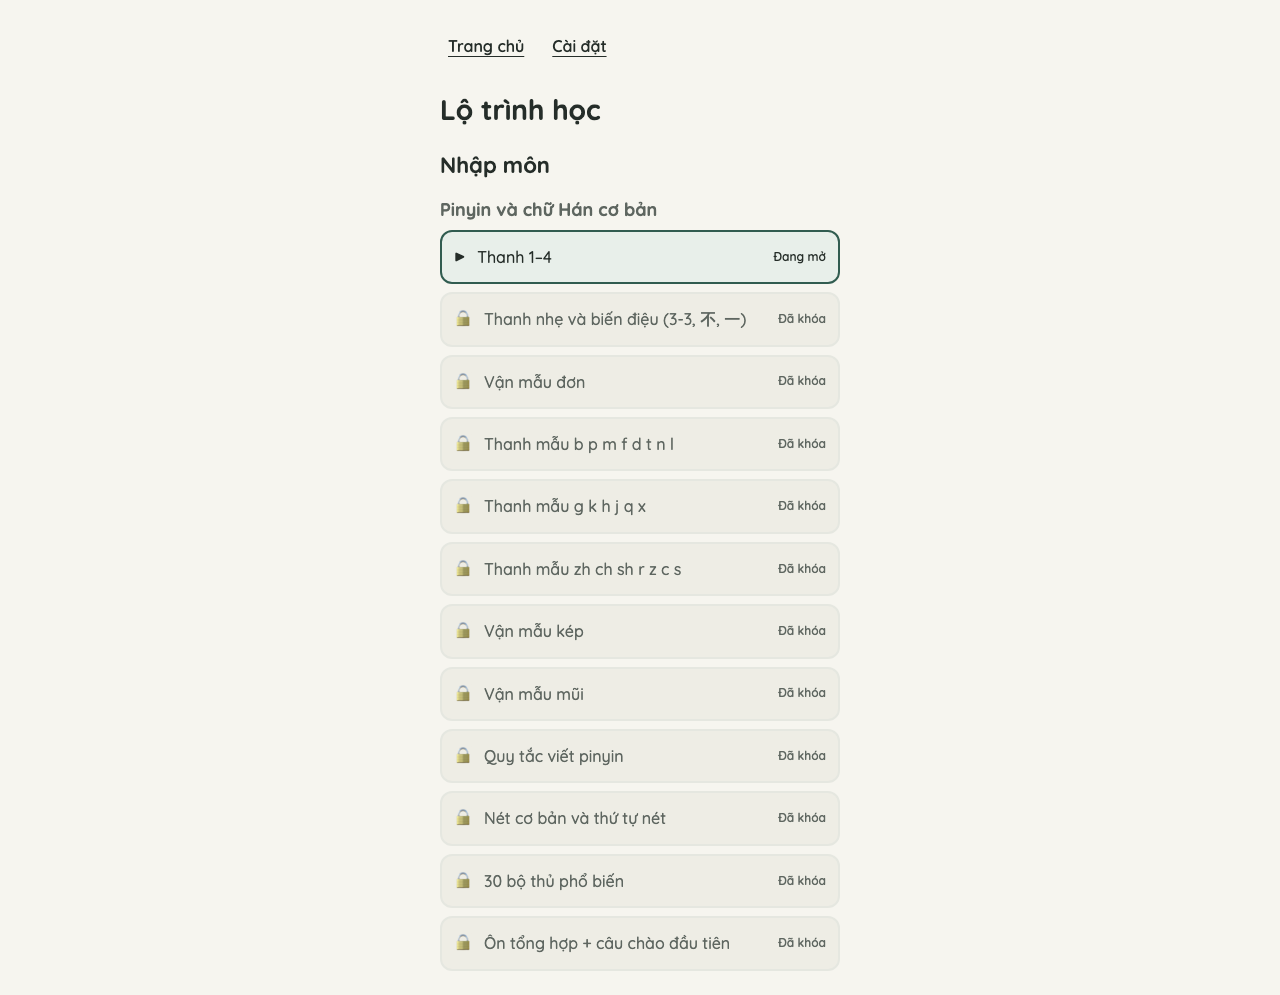 Trang chủ Cài đặt
Lộ trình học
Nhập môn
Pinyin và chữ Hán cơ bản
Thanh 1–4 Đang mở
Thanh nhẹ và biến điệu (3-3, 不, 一) Đã khóa
Vận mẫu đơn Đã khóa
Thanh mẫu b p m f d t n l Đã khóa
Thanh mẫu g k h j q x Đã khóa
Thanh mẫu zh ch sh r z c s Đã khóa
Vận mẫu kép Đã khóa
Vận mẫu mũi Đã khóa
Quy tắc viết pinyin Đã khóa
Nét cơ bản và thứ tự nét Đã khóa
30 bộ thủ phổ biến Đã khóa
Ôn tổng hợp + câu chào đầu tiên Đã khóa